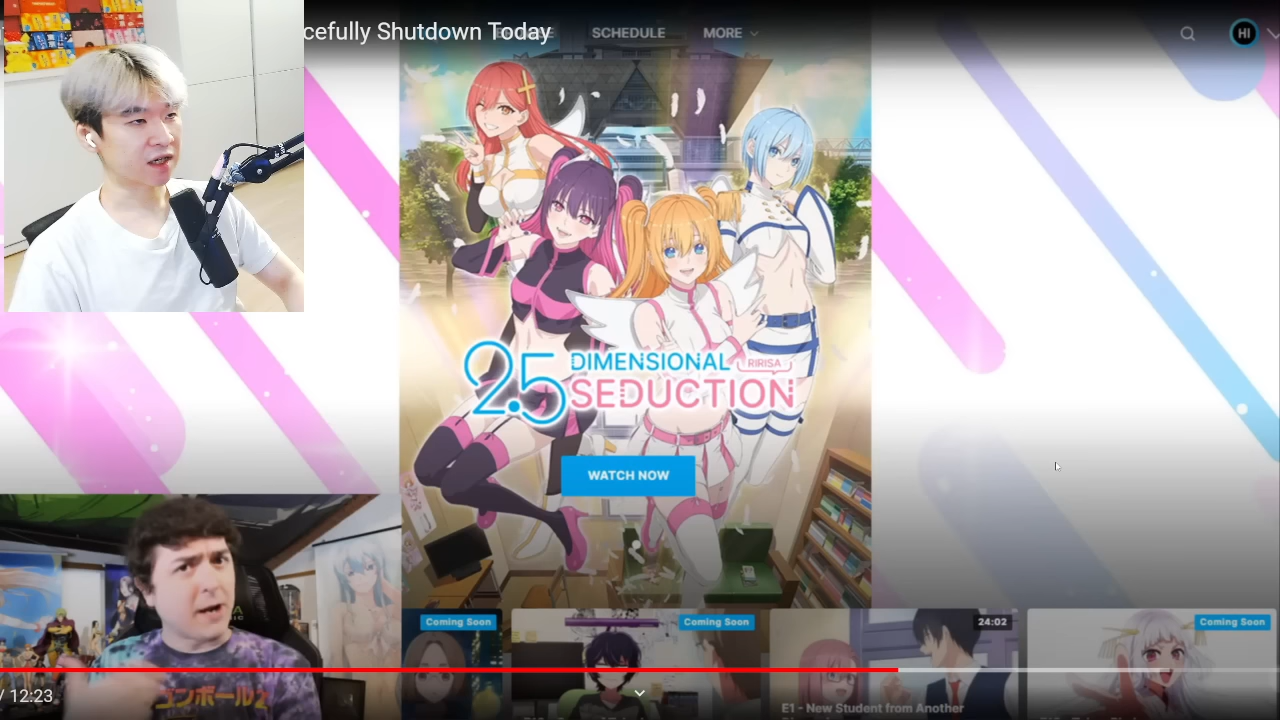 cefully Shutdown Today
SCHEDULE
MORE
HI
2.5
DIMENSIONAL
RIRISA
SEDUCTION
WATCH NOW
Coming Soon
Coming Soon
24:02
Coming Soon
E1 - New Student from Another
/ 12:23